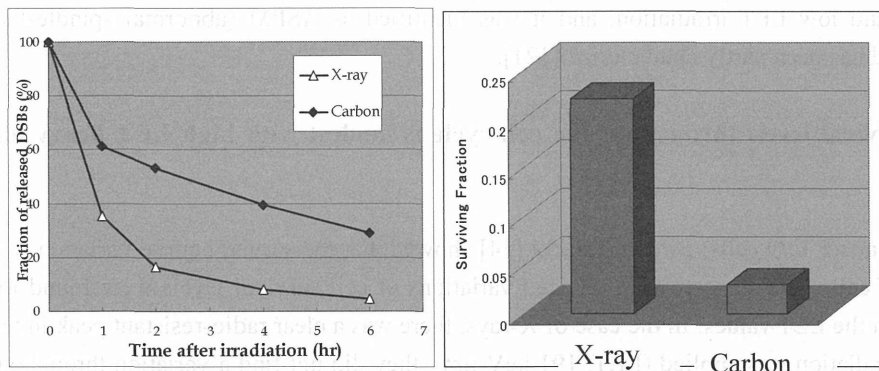 Fraction of released DSBs (%)
100
80
60
40
20
0
X-ray
Carbon
0 1 2 3 4 5 6 7
Time after irradiation (hr)
Surviving Fraction
0.25
0.2
0.15
0.1
0.05
0
X-ray
Carbon